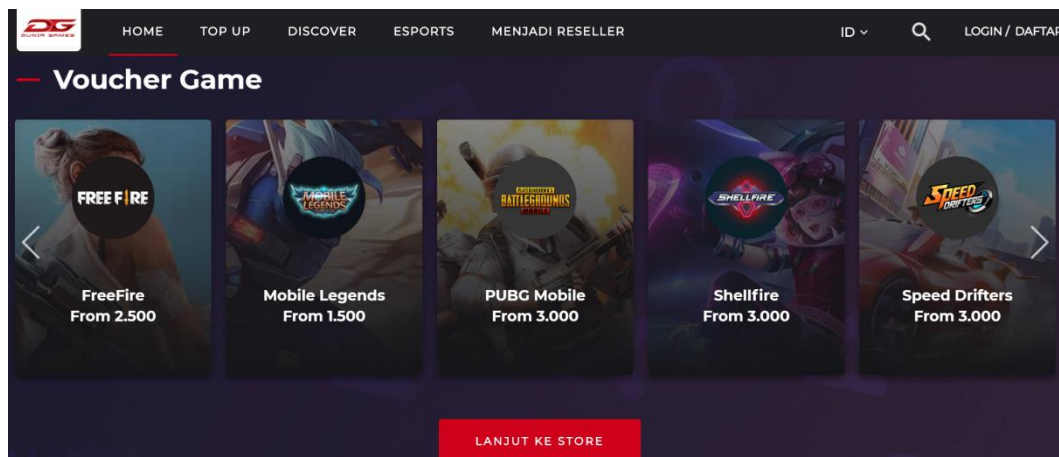 DG
DUNIA GAMES
HOME
TOP UP
DISCOVER
ESPORTS
MENJADI RESELLER
ID
LOGIN / DAFTAR
Voucher Game
FREE FIRE
MOBILE
LEGENDS
PLAYERUNKNOWN'S
BATTLEGROUNDS
MOBILE
SHELLFIRE
SPEED
DRIFTERS
FreeFire
From 2.500
Mobile Legends
From 1.500
PUBG Mobile
From 3.000
Shellfire
From 3.000
Speed Drifters
From 3.000
LANJUT KE STORE